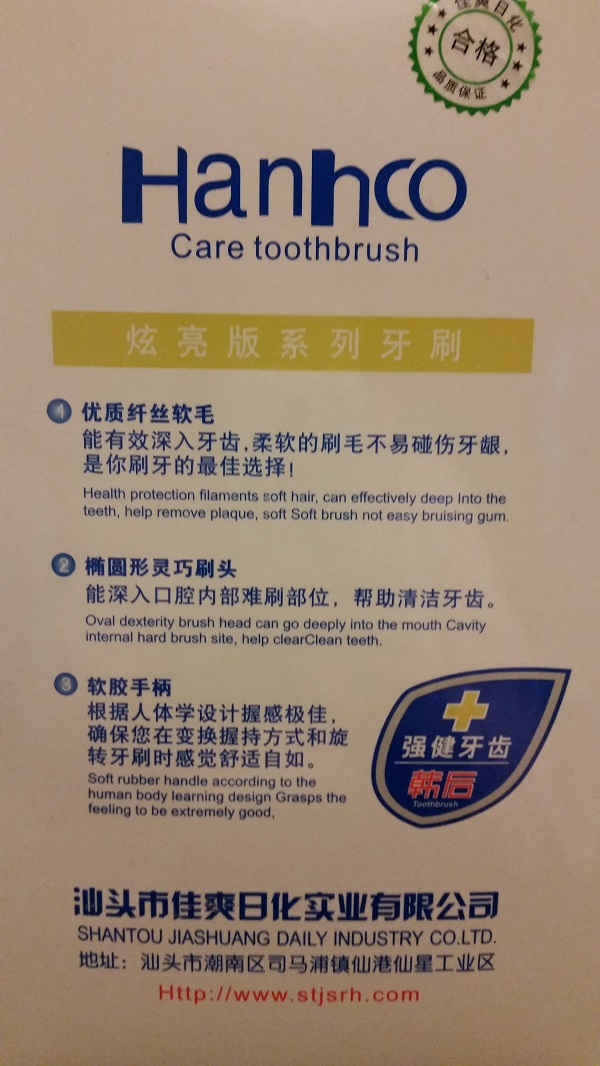 佳爽日化
合格
品质保证
Hanhco
Care toothbrush
炫亮版系列牙刷
1 优质纤丝软毛
能有效深入牙齿,柔软的刷毛不易碰伤牙龈,
是你刷牙的最佳选择!
Health protection filaments soft hair, can effectively deep Into the
teeth, help remove plaque, soft Soft brush not easy bruising gum.
2 椭圆形灵巧刷头
能深入口腔内部难刷部位，帮助清洁牙齿。
Oval dexterity brush head can go deeply into the mouth Cavity
internal hard brush site, help clearClean teeth.
3 软胶手柄
根据人体学设计握感极佳，
确保您在变换握持方式和旋
转牙刷时感觉舒适自如。
Soft rubber handle according to the
human body learning design Grasps the
feeling to be extremely good,
强健牙齿
韩后
Toothbrush
汕头市佳爽日化实业有限公司
SHANTOU JIASHUANG DAILY INDUSTRY CO.LTD.
地址：汕头市潮南区司马浦镇仙港仙星工业区
Http://www.stjsrh.com